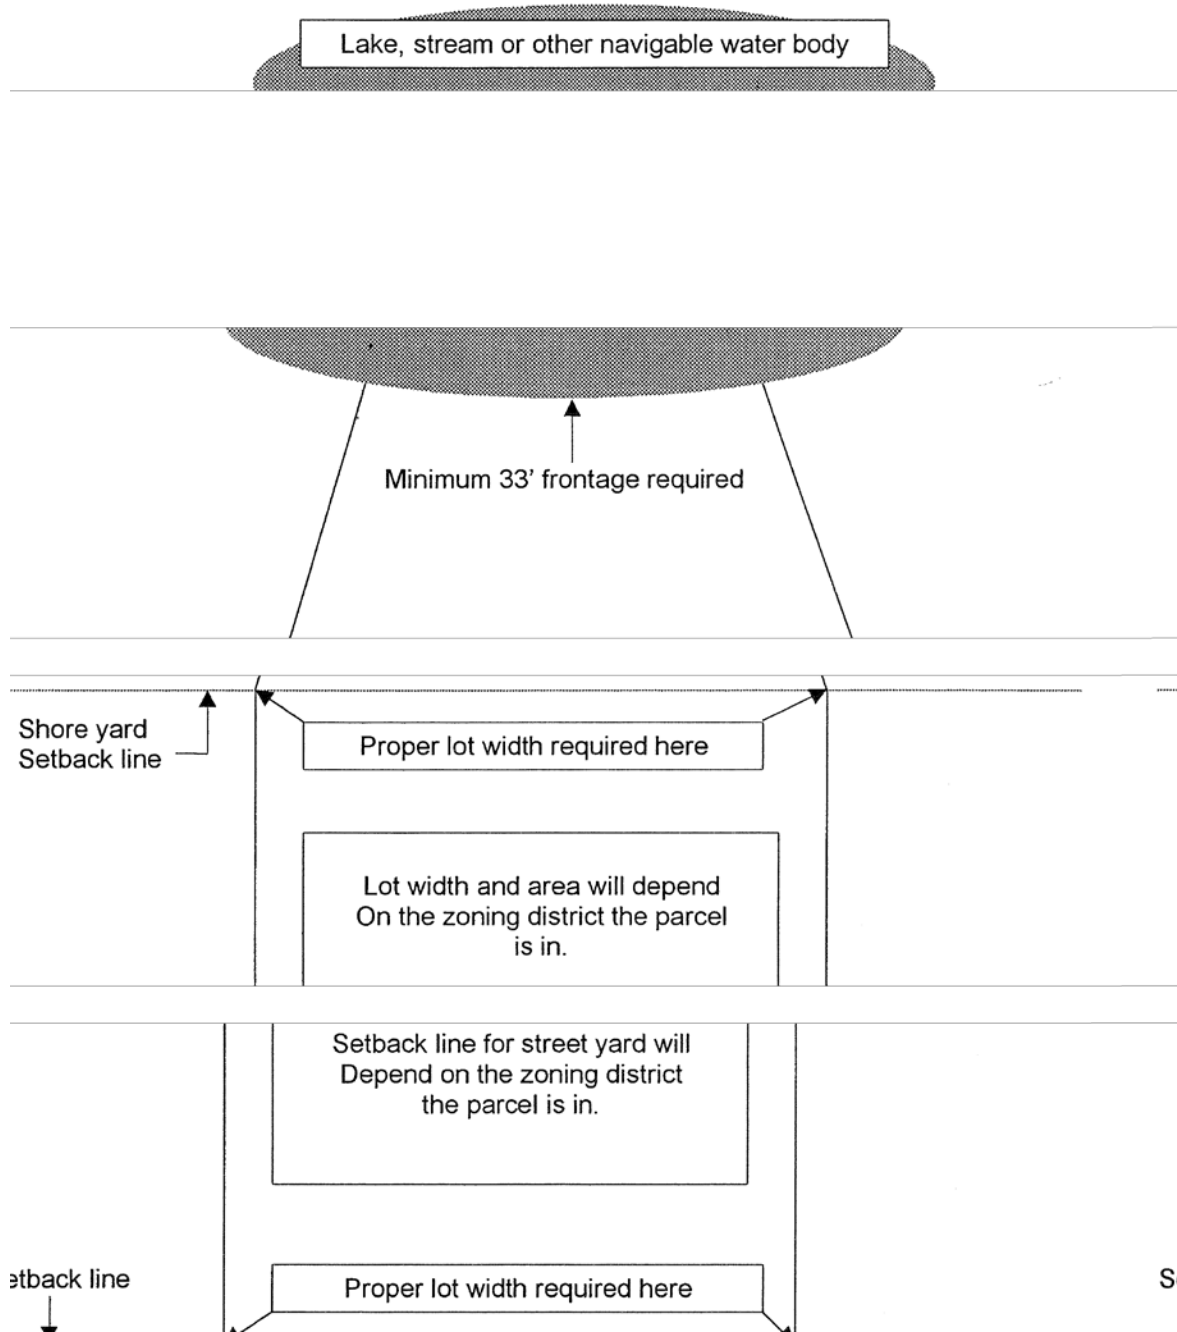 Lake, stream or other navigable water body
Minimum 33' frontage required
Shore yard
Setback line
Proper lot width required here
Lot width and area will depend
On the zoning district the parcel
is in.
Setback line for street yard will
Depend on the zoning district
the parcel is in.
etback line
Proper lot width required here
S